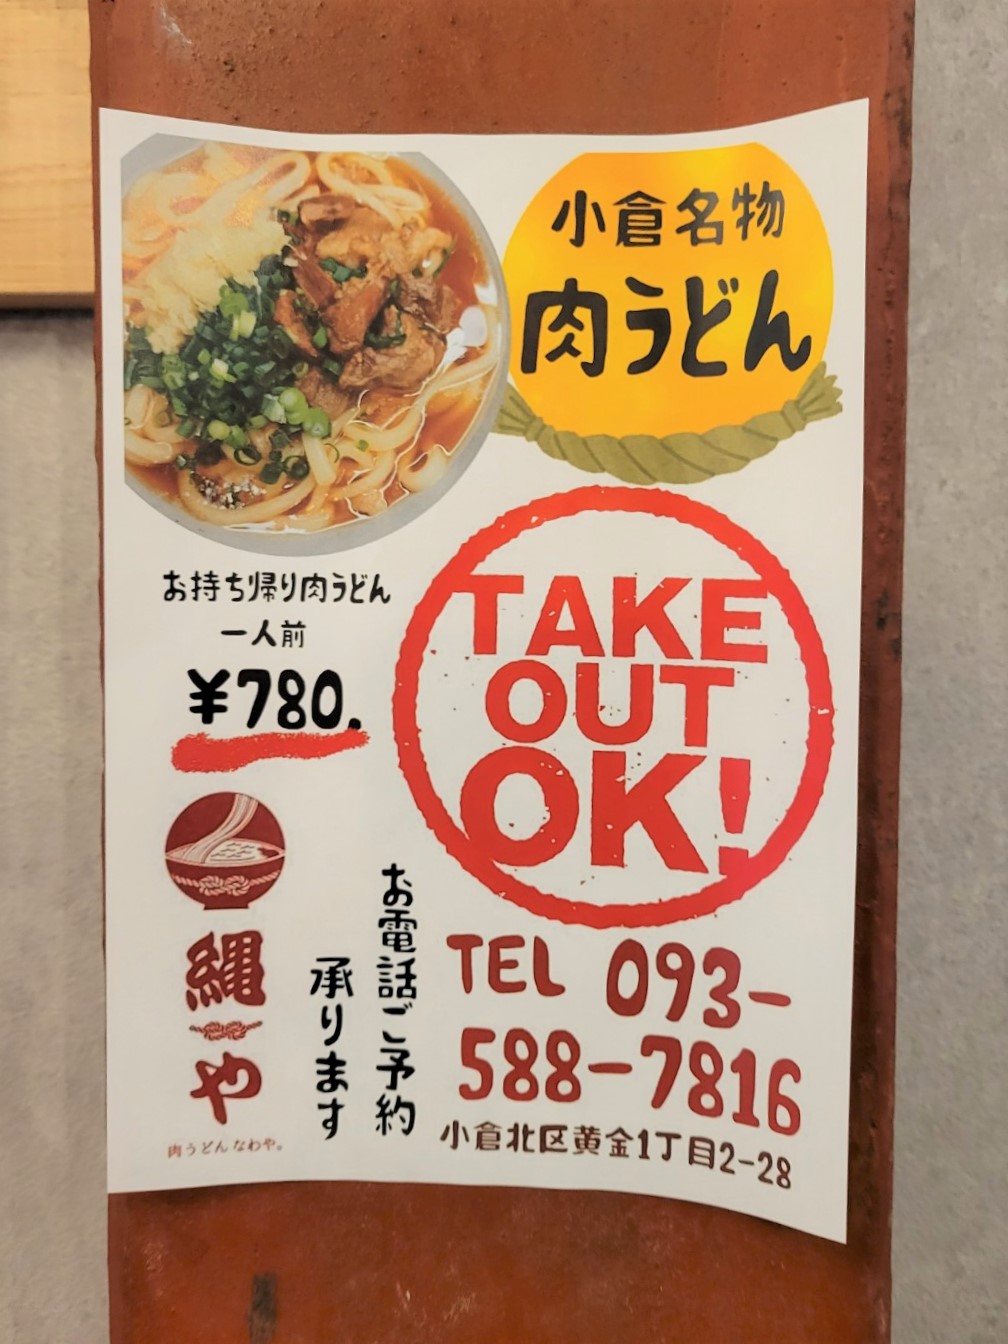 小倉名物
肉うどん
お持ち帰り肉うどん
一人前
¥780.
TAKE
OUT
OK!
お電話ご予約
承ります
TEL 093-
588-7816
小倉北区黄金1丁目2-28
縄
や
肉うどん なわや。